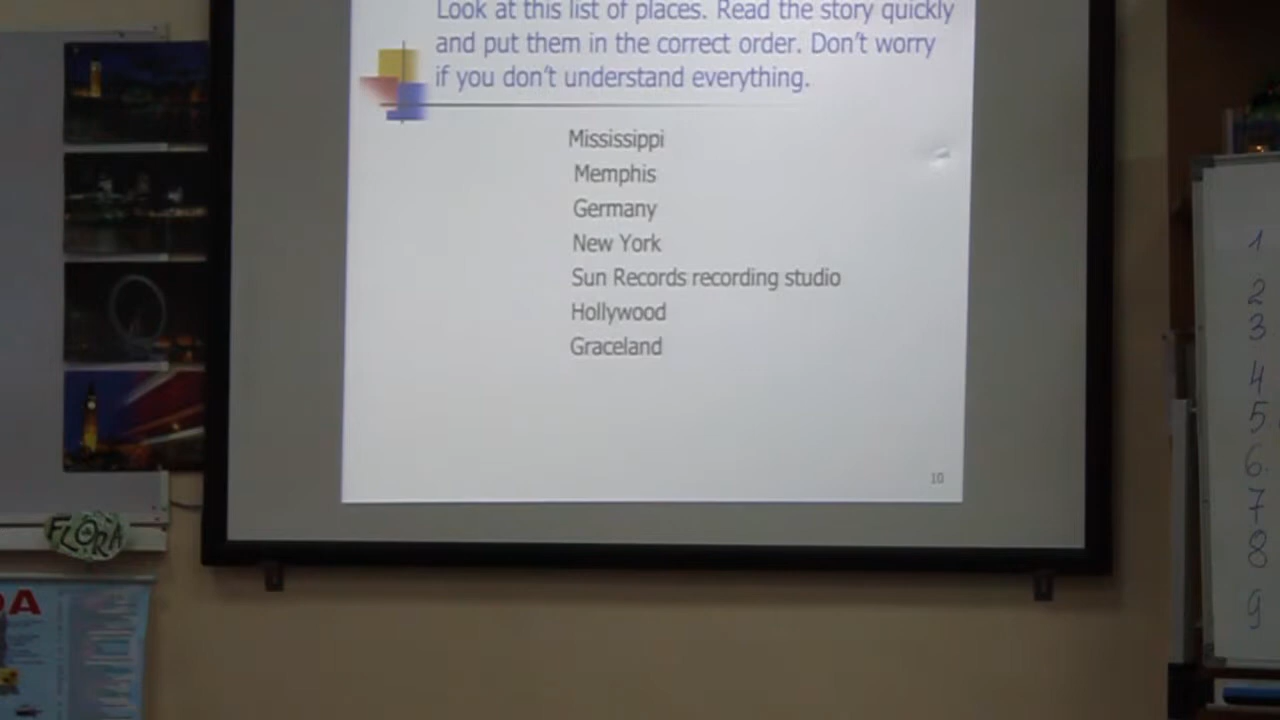 Look at this list of places. Read the story quickly
and put them in the correct order. Don't worry
if you don't understand everything.
Mississippi
Memphis
Germany
New York
Sun Records recording studio
Hollywood
Graceland
10
FLORA
DA
1
2
3
4
5
6
7
8
9